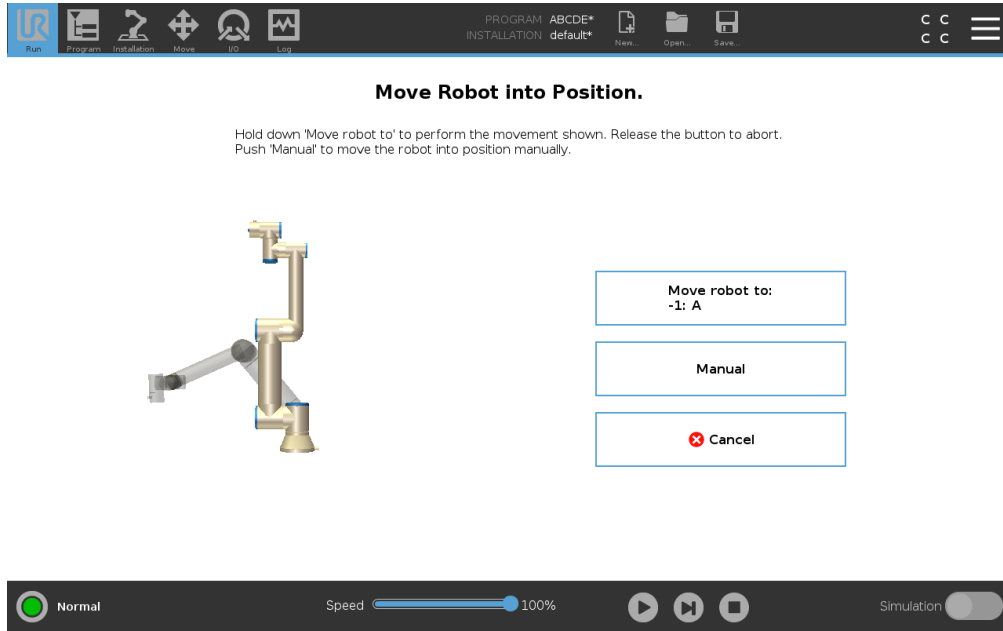 PROGRAM ABCDE*
INSTALLATION default*
C C
C C
Run Program Installation Move I/O Log New... Open... Save...
Move Robot into Position.
Hold down 'Move robot to' to perform the movement shown. Release the button to abort.
Push 'Manual' to move the robot into position manually.
Move robot to:
-1: A
Manual
Cancel
Normal Speed 100% Simulation